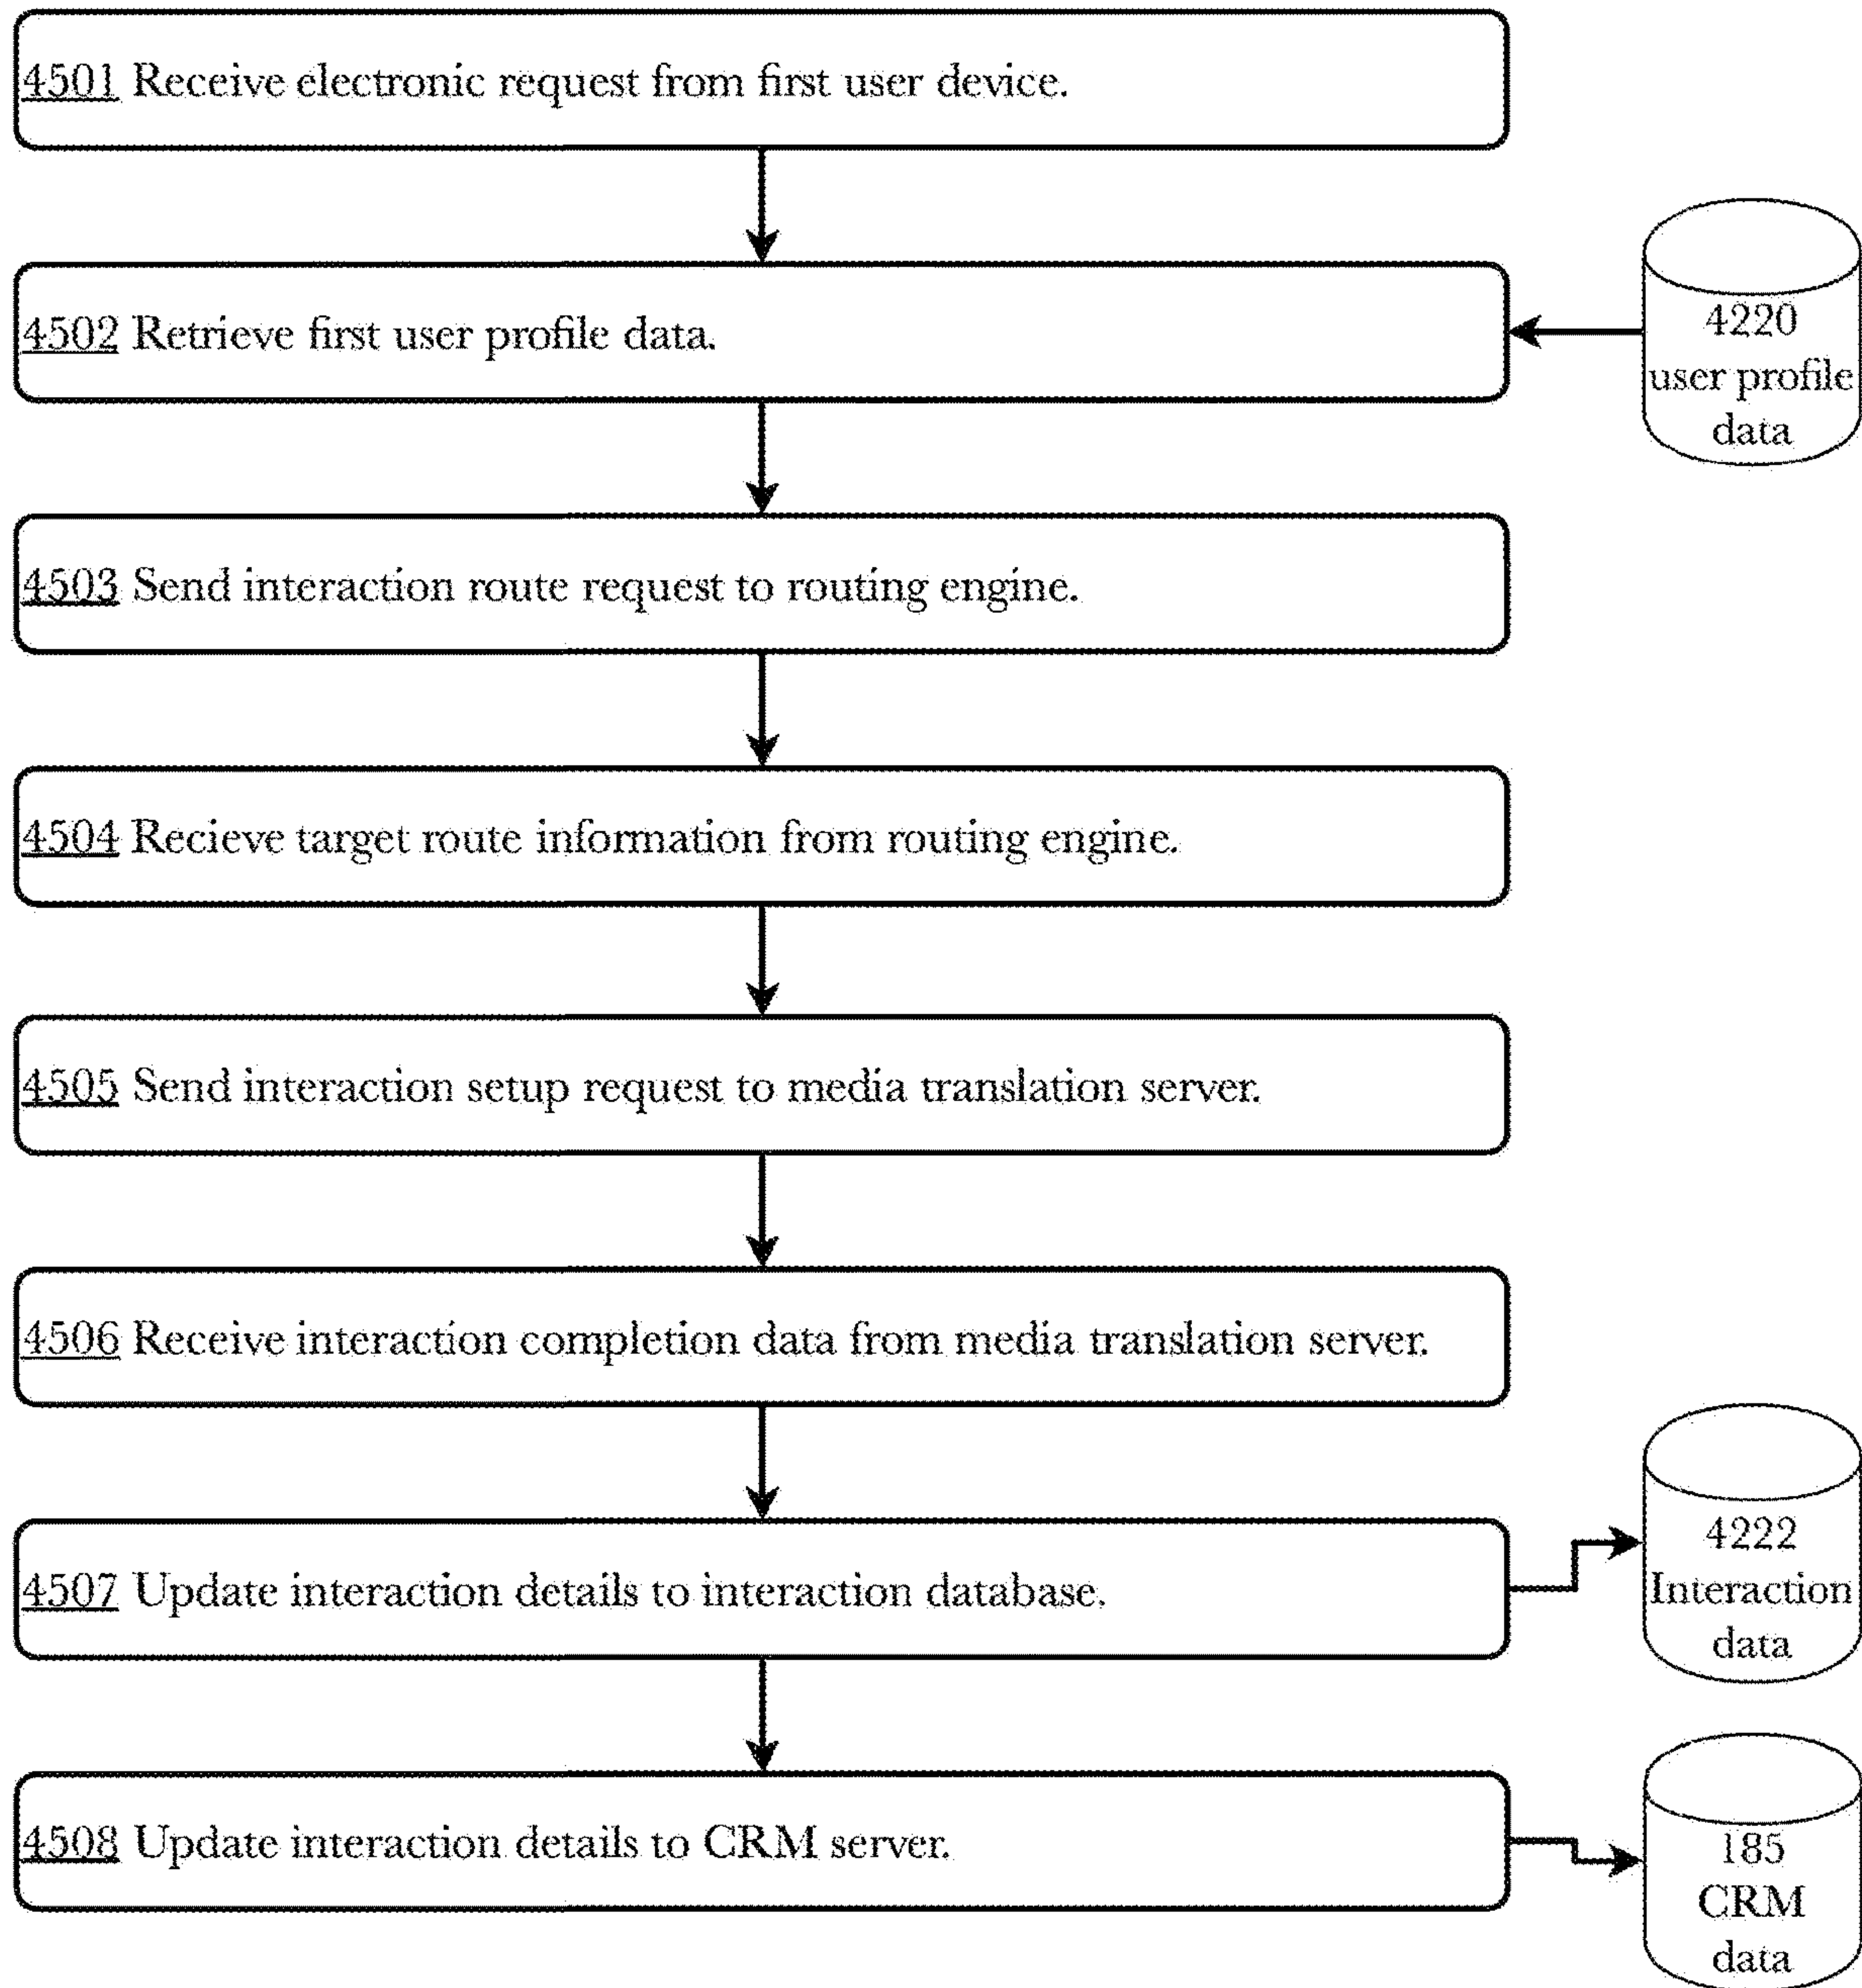 4501 Receive electronic request from first user device.
4502 Retrieve first user profile data.
4220
user profile
data
4503 Send interaction route request to routing engine.
4504 Recieve target route information from routing engine.
4505 Send interaction setup request to media translation server.
4506 Receive interaction completion data from media translation server.
4507 Update interaction details to interaction database.
4222
Interaction
data
4508 Update interaction details to CRM server.
185
CRM
data